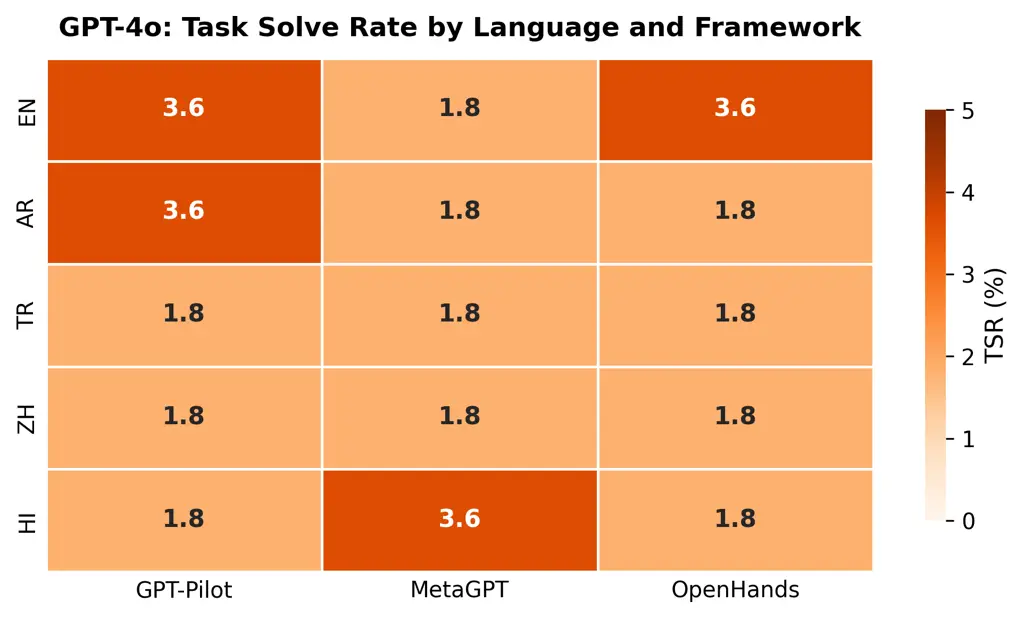 GPT-4o: Task Solve Rate by Language and Framework
EN 3.6 1.8 3.6
AR 3.6 1.8 1.8
TR 1.8 1.8 1.8
ZH 1.8 1.8 1.8
HI 1.8 3.6 1.8
GPT-Pilot MetaGPT OpenHands
5
4
3
2
1
0
TSR (%)